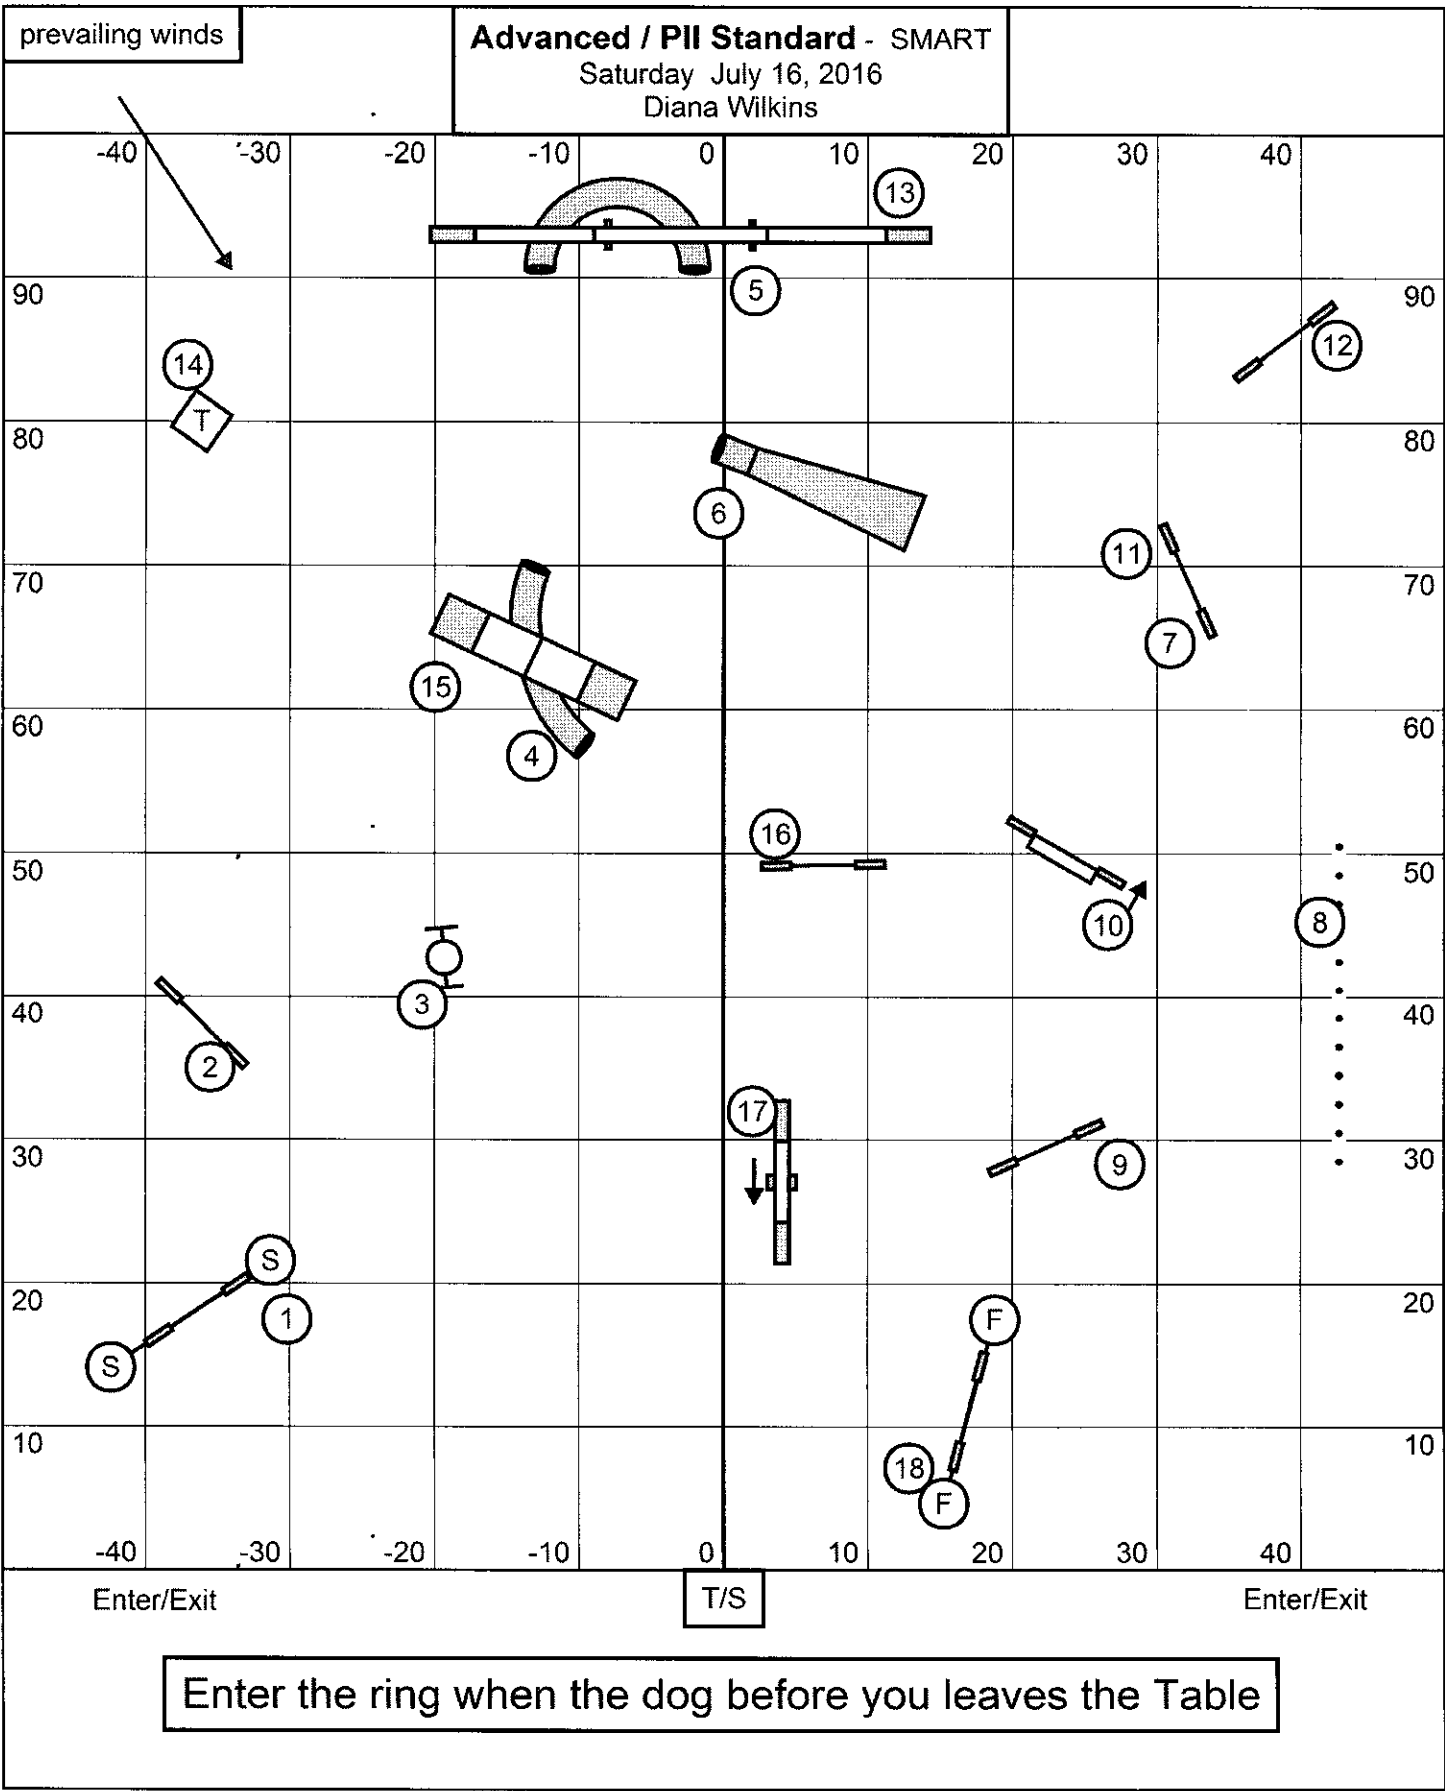 prevailing winds
Advanced / PII Standard - SMART
Saturday July 16, 2016
Diana Wilkins
-40 -30 -20 -10 0 10 20 30 40
13
5
90 90
12
14
T
80 80
6
11
70 70
7
15
60 60
4
16
50 50
10 8
3
40 40
2
17
30 30
9
S
20 20
1
F
S
10 10
18
F
-40 -30 -20 -10 0 10 20 30 40
Enter/Exit T/S Enter/Exit
Enter the ring when the dog before you leaves the Table